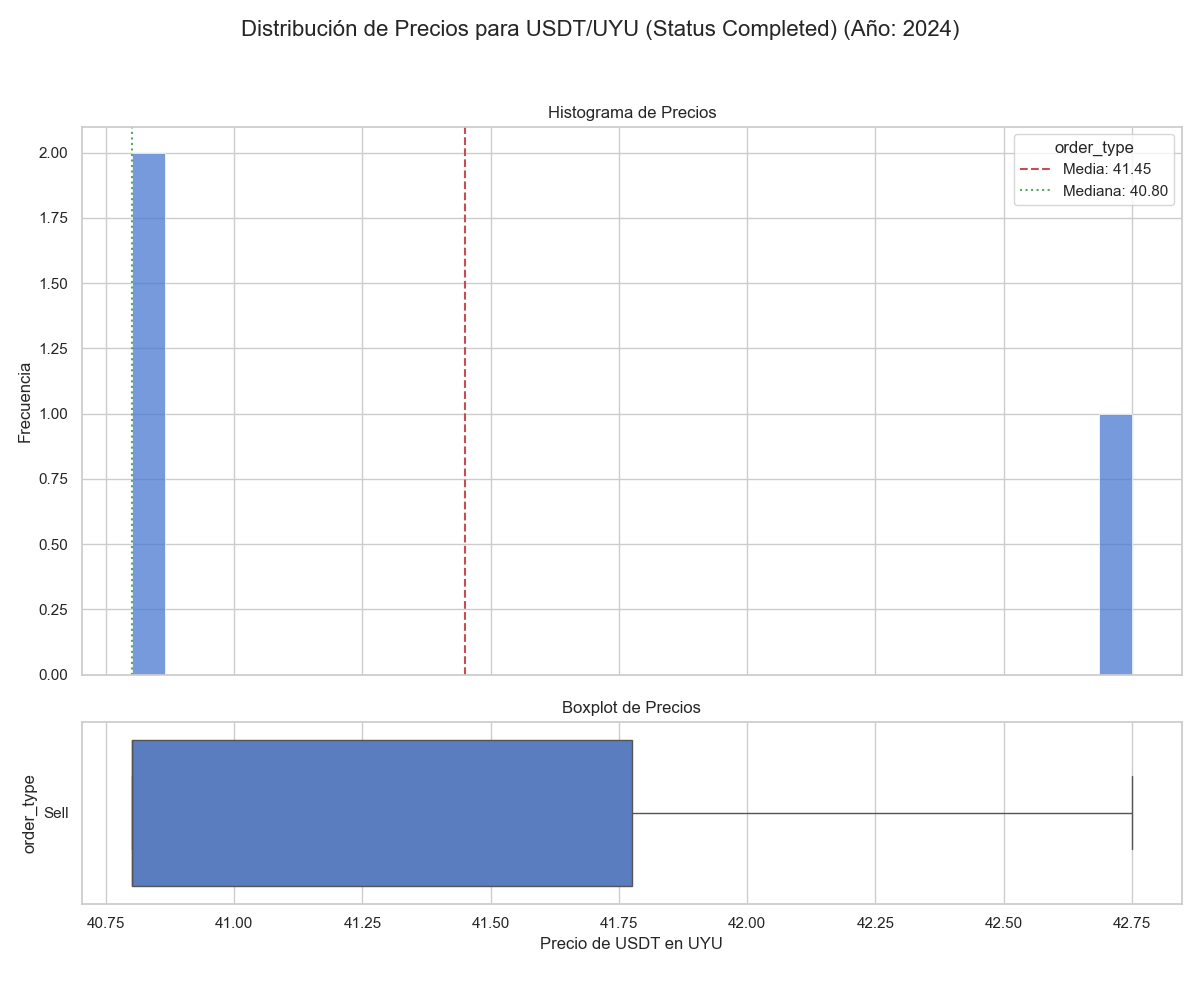 Distribución de Precios para USDT/UYU (Status Completed) (Año: 2024)
Histograma de Precios
order_type
Media: 41.45
Mediana: 40.80
Frecuencia
2.00
1.75
1.50
1.25
1.00
0.75
0.50
0.25
0.00
Boxplot de Precios
order_type
Sell
40.75 41.00 41.25 41.50 41.75 42.00 42.25 42.50 42.75
Precio de USDT en UYU